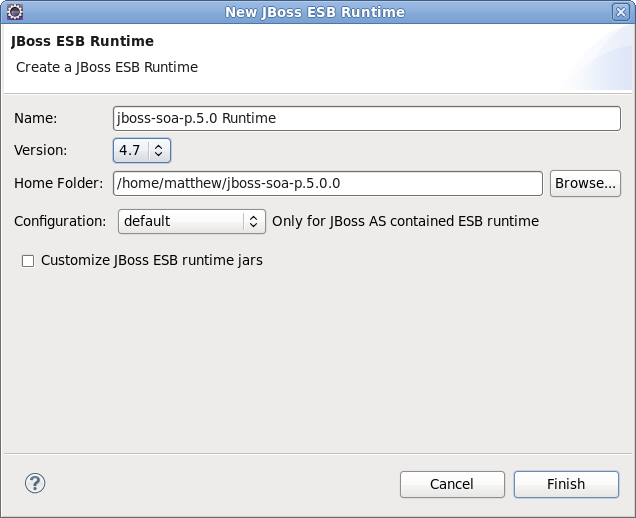 New JBoss ESB Runtime
JBoss ESB Runtime
Create a JBoss ESB Runtime
Name: jboss-soa-p.5.0 Runtime
Version: 4.7
Home Folder: /home/matthew/jboss-soa-p.5.0.0 Browse...
Configuration: default Only for JBoss AS contained ESB runtime
Customize JBoss ESB runtime jars
? Cancel Finish